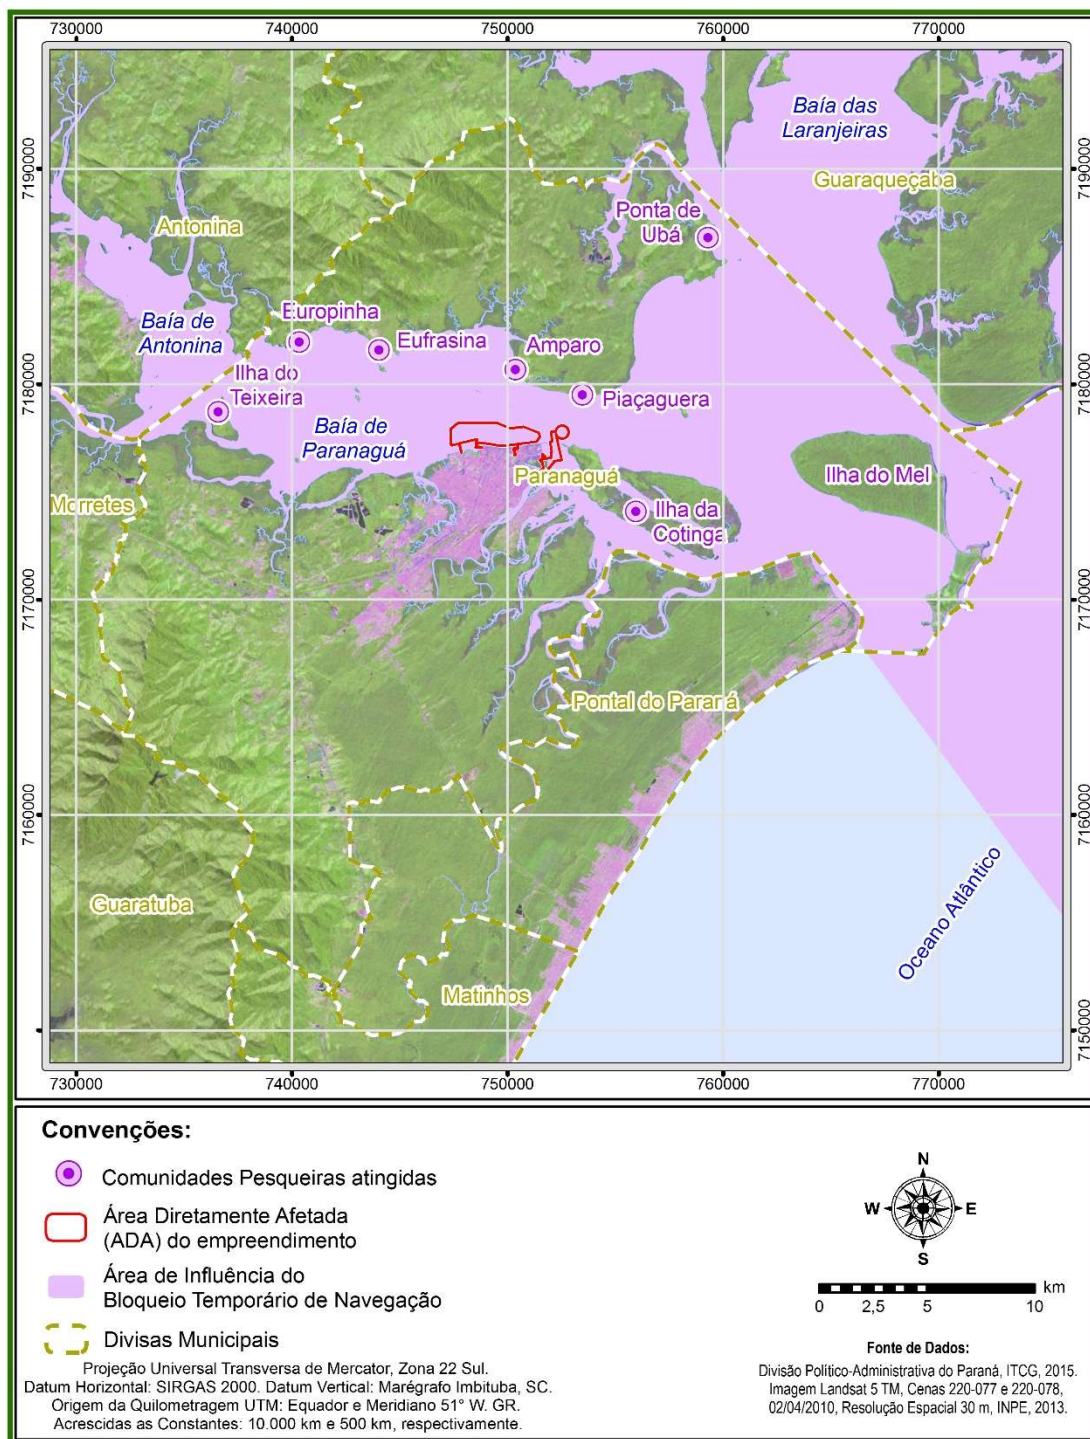 730000 740000 750000 760000 770000
7190000
7190000
Baía das
Laranjeiras
Guaraqueçaba
Antonina
Ponta de
Ubá
Europinha
Baía de
Antonina
Eufrasina
Amparo
7180000
7180000
Ilha do
Teixeira
Piaçaguera
Baía de
Paranaguá
Paranaguá
Ilha do Mel
Morretes
Ilha da
Cotinga
7170000
7170000
Pontal do Paraná
7160000
7160000
Guaratuba
Oceano Atlântico
Matinhos
7150000
730000 740000 750000 760000 770000
Convenções:
Comunidades Pesqueiras atingidas
Área Diretamente Afetada
(ADA) do empreendimento
Área de Influência do
Bloqueio Temporário de Navegação
Divisas Municipais
Projeção Universal Transversa de Mercator, Zona 22 Sul.
Datum Horizontal: SIRGAS 2000. Datum Vertical: Marégrafo Imbituba, SC.
Origem da Quilometragem UTM: Equador e Meridiano 51° W. GR.
Acrescidas as Constantes: 10.000 km e 500 km, respectivamente.
N
W E
S
km
0 2,5 5 10
Fonte de Dados:
Divisão Político-Administrativa do Paraná, ITCG, 2015.
Imagem Landsat 5 TM, Cenas 220-077 e 220-078,
02/04/2010, Resolução Espacial 30 m, INPE, 2013.